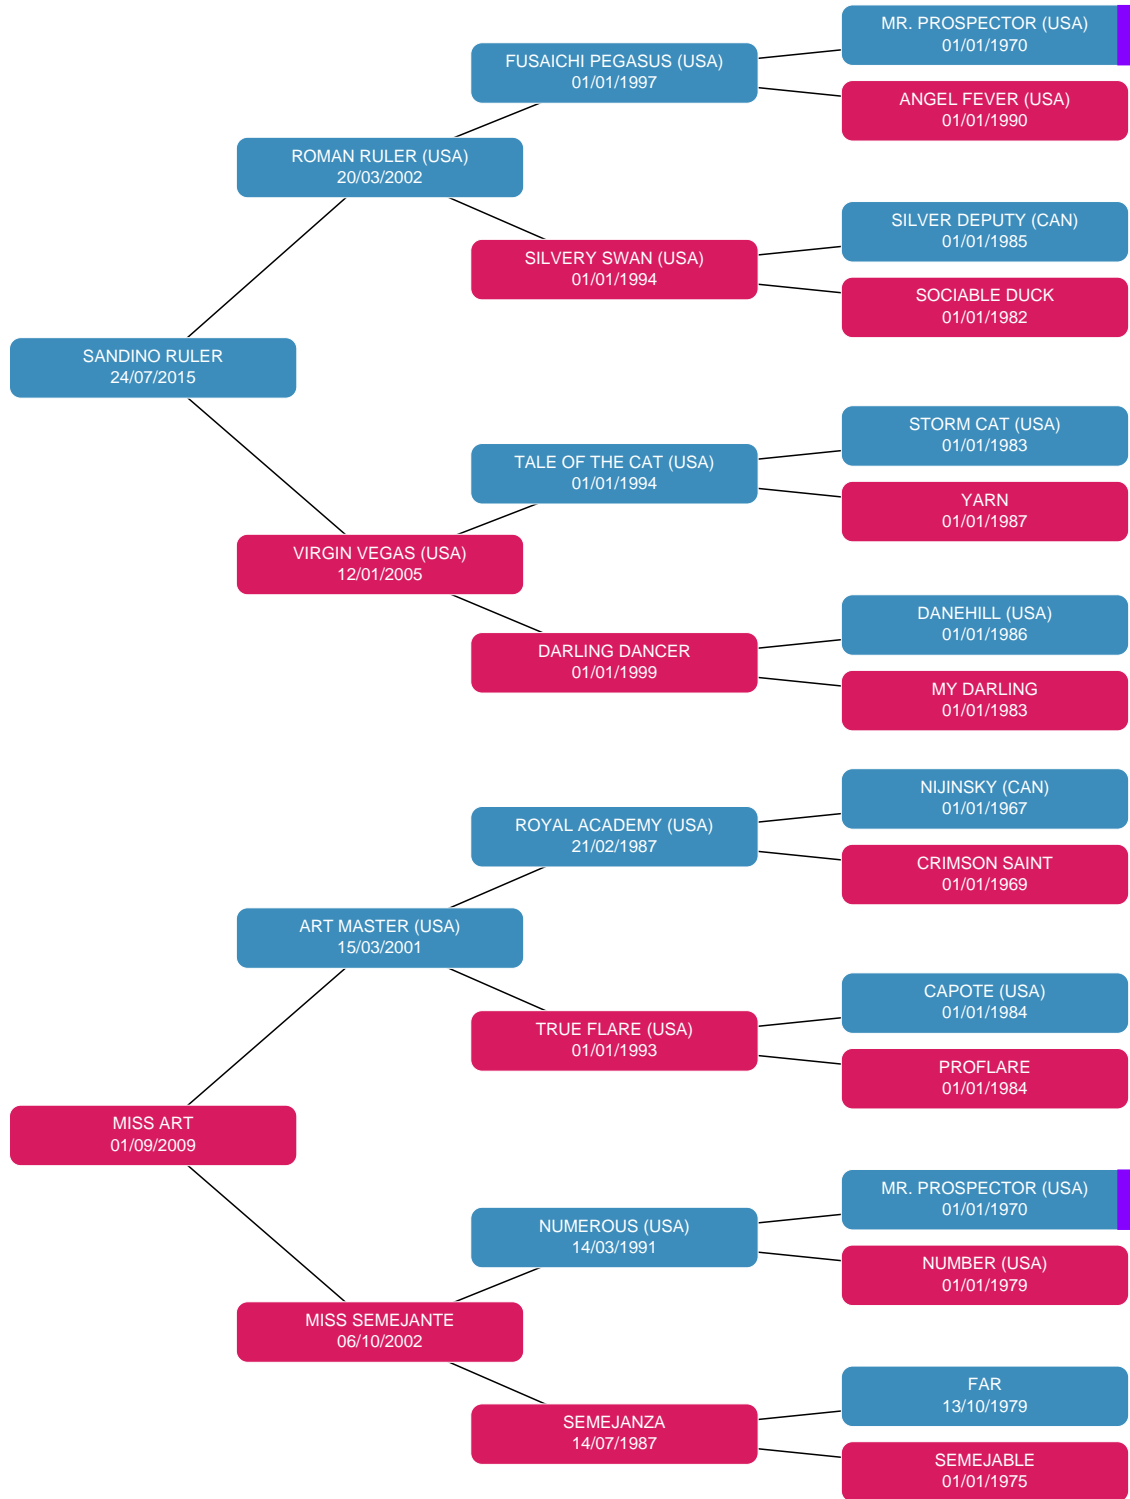 MR. PROSPECTOR (USA)
01/01/1970
FUSAICHI PEGASUS (USA)
01/01/1997
ANGEL FEVER (USA)
01/01/1990
ROMAN RULER (USA)
20/03/2002
SILVER DEPUTY (CAN)
01/01/1985
SILVERY SWAN (USA)
01/01/1994
SOCIABLE DUCK
01/01/1982
SANDINO RULER
24/07/2015
STORM CAT (USA)
01/01/1983
TALE OF THE CAT (USA)
01/01/1994
YARN
01/01/1987
VIRGIN VEGAS (USA)
12/01/2005
DANEHILL (USA)
01/01/1986
DARLING DANCER
01/01/1999
MY DARLING
01/01/1983
NIJINSKY (CAN)
01/01/1967
ROYAL ACADEMY (USA)
21/02/1987
CRIMSON SAINT
01/01/1969
ART MASTER (USA)
15/03/2001
CAPOTE (USA)
01/01/1984
TRUE FLARE (USA)
01/01/1993
PROFLARE
01/01/1984
MISS ART
01/09/2009
MR. PROSPECTOR (USA)
01/01/1970
NUMEROUS (USA)
14/03/1991
NUMBER (USA)
01/01/1979
MISS SEMEJANTE
06/10/2002
FAR
13/10/1979
SEMEJANZA
14/07/1987
SEMEJABLE
01/01/1975